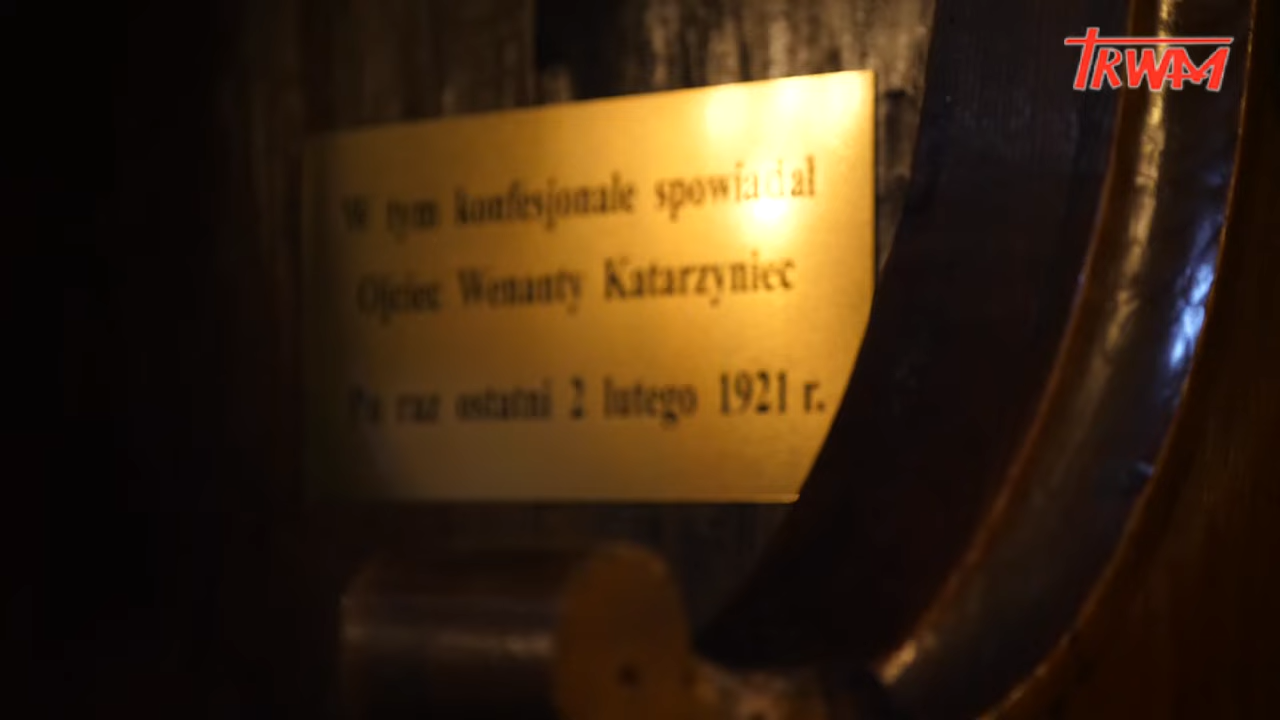 TRWAM
W tym konfesjonale spowiadał
Ojciec Wenanty Katarzyniec
Po raz ostatni 2 lutego 1921 r.